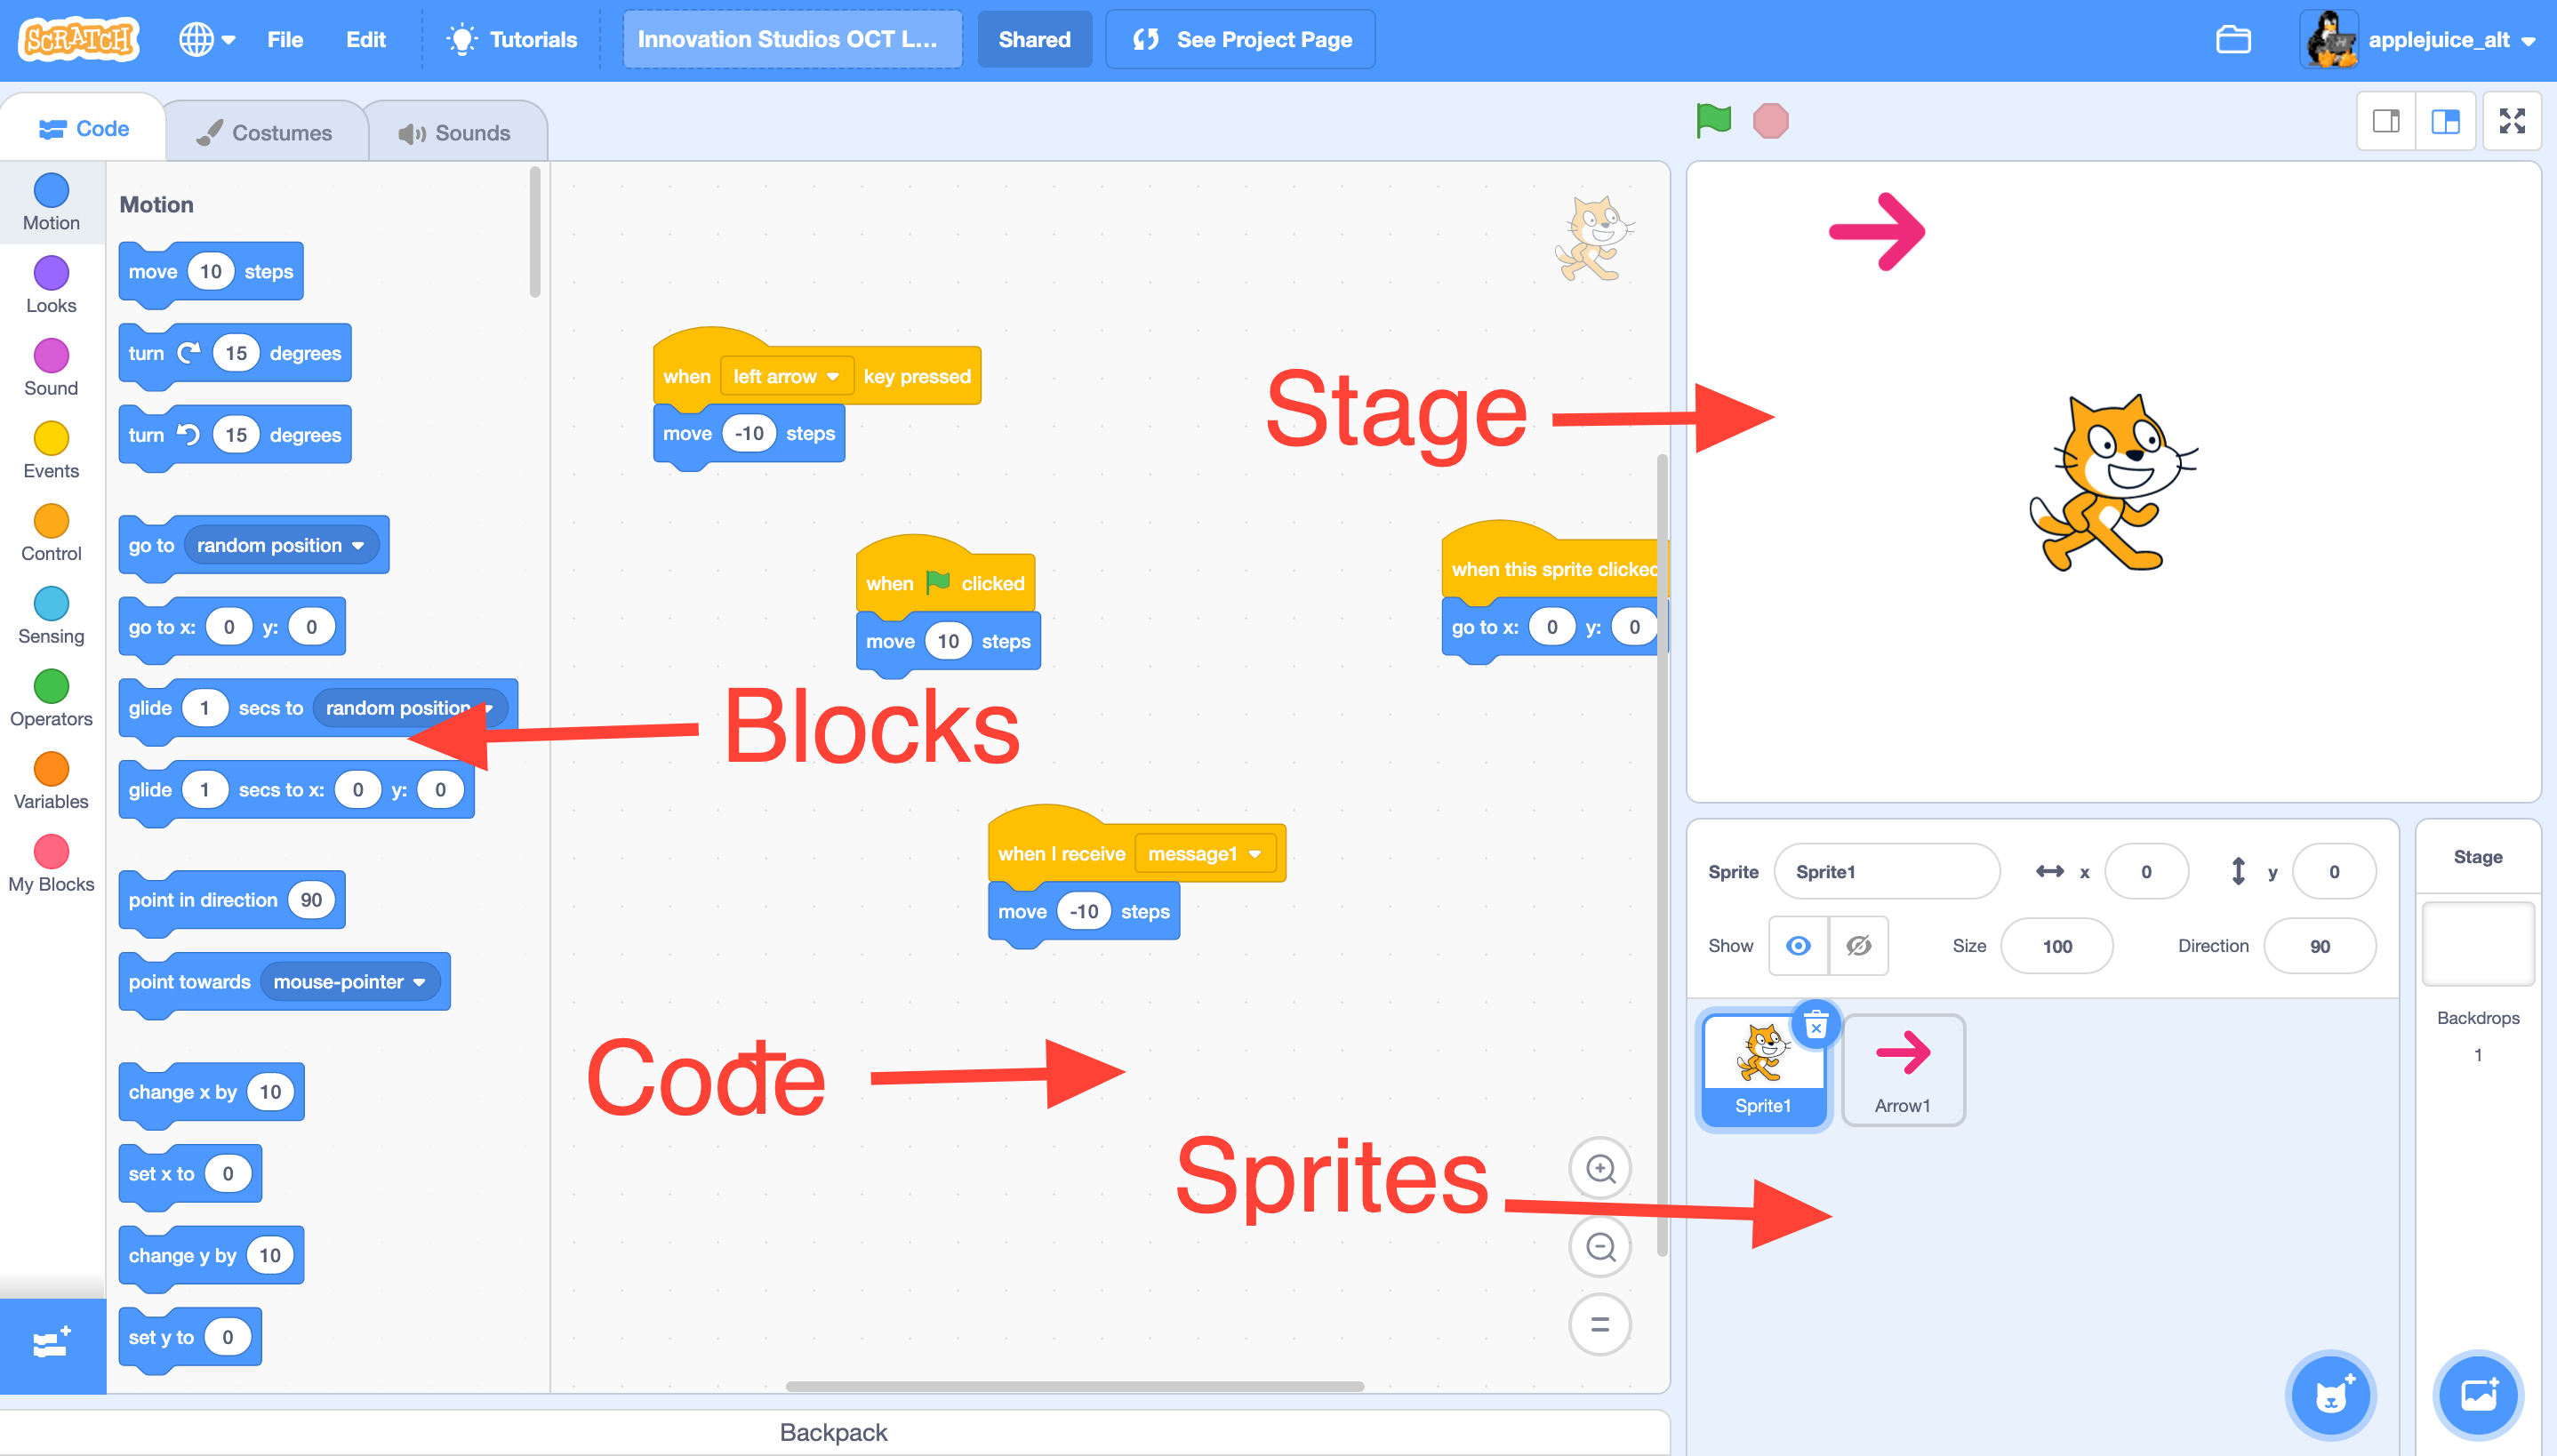 SCRATCH
File
Edit
Tutorials
Innovation Studios OCT L...
Shared
See Project Page
applejuice_alt
Code
Costumes
Sounds
Motion
Looks
Sound
Events
Control
Sensing
Operators
Variables
My Blocks
Motion
move 10 steps
turn 15 degrees
turn 15 degrees
go to random position
go to x: 0 y: 0
glide 1 secs to random position
glide 1 secs to x: 0 y: 0
point in direction 90
point towards mouse-pointer
change x by 10
set x to 0
change y by 10
set y to 0
when left arrow key pressed
move -10 steps
when clicked
move 10 steps
when this sprite clicked
go to x: 0 y: 0
when I receive message1
move -10 steps
Stage
Blocks
Code
Sprites
Backpack
Sprite Sprite1 x 0 y 0
Show Size 100 Direction 90
Sprite1
Arrow1
Stage
Backdrops
1